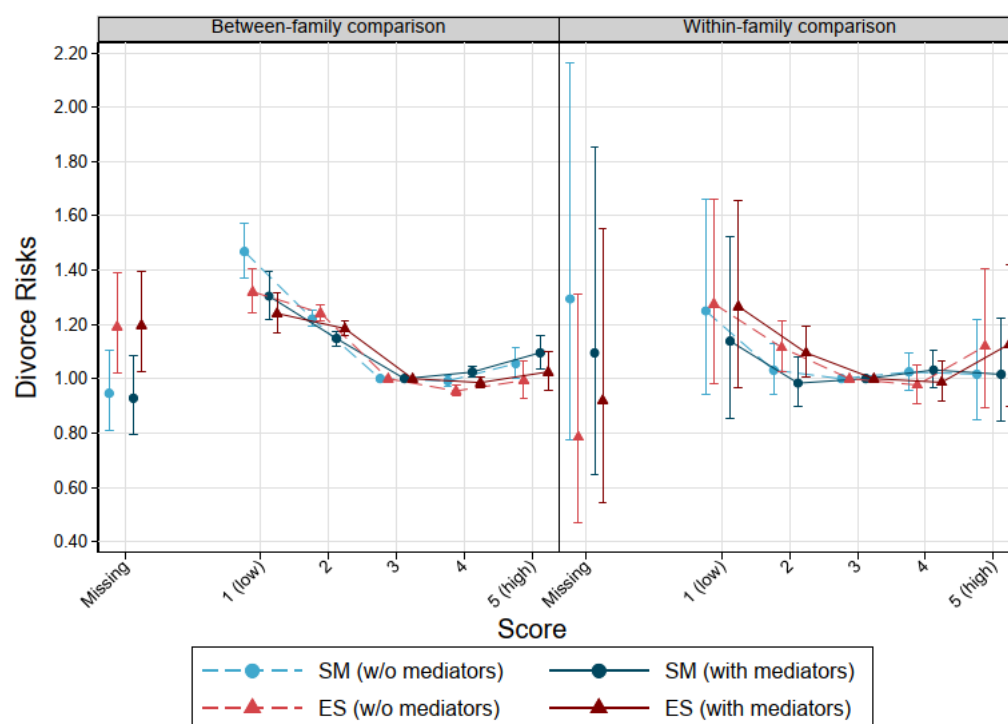 Between-family comparison Within-family comparison
2.20
2.00
1.80
1.60
1.40
1.20
1.00
0.80
0.60
0.40
Divorce Risks
Missing 1 (low) 2 3 4 5 (high) Missing 1 (low) 2 3 4 5 (high)
Score
SM (w/o mediators) SM (with mediators)
ES (w/o mediators) ES (with mediators)